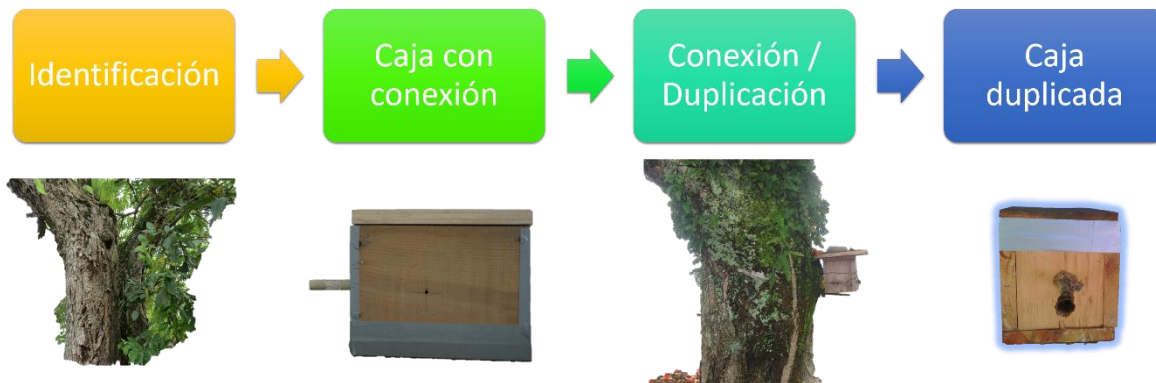 Identificación
Caja con
conexión
Conexión /
Duplicación
Caja
duplicada